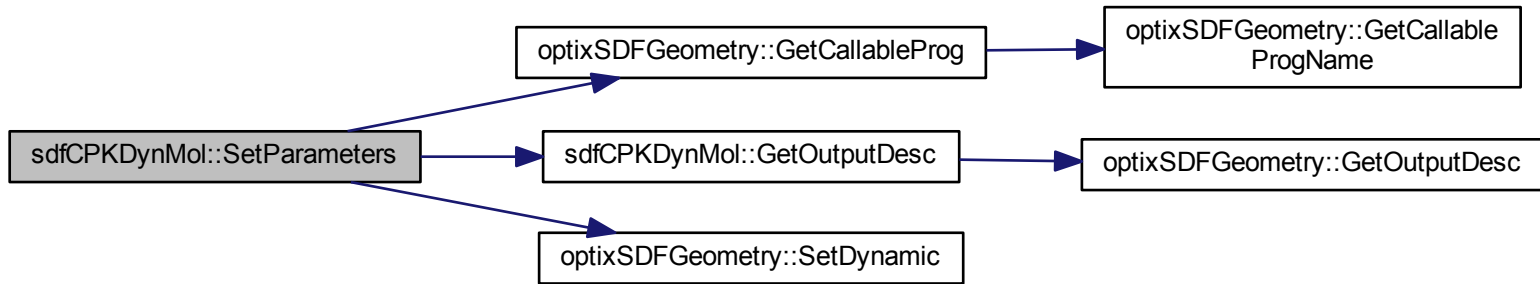 optixSDFGeometry::GetCallableProg
optixSDFGeometry::GetCallable
ProgName
sdfCPKDynMol::SetParameters
sdfCPKDynMol::GetOutputDesc
optixSDFGeometry::GetOutputDesc
optixSDFGeometry::SetDynamic